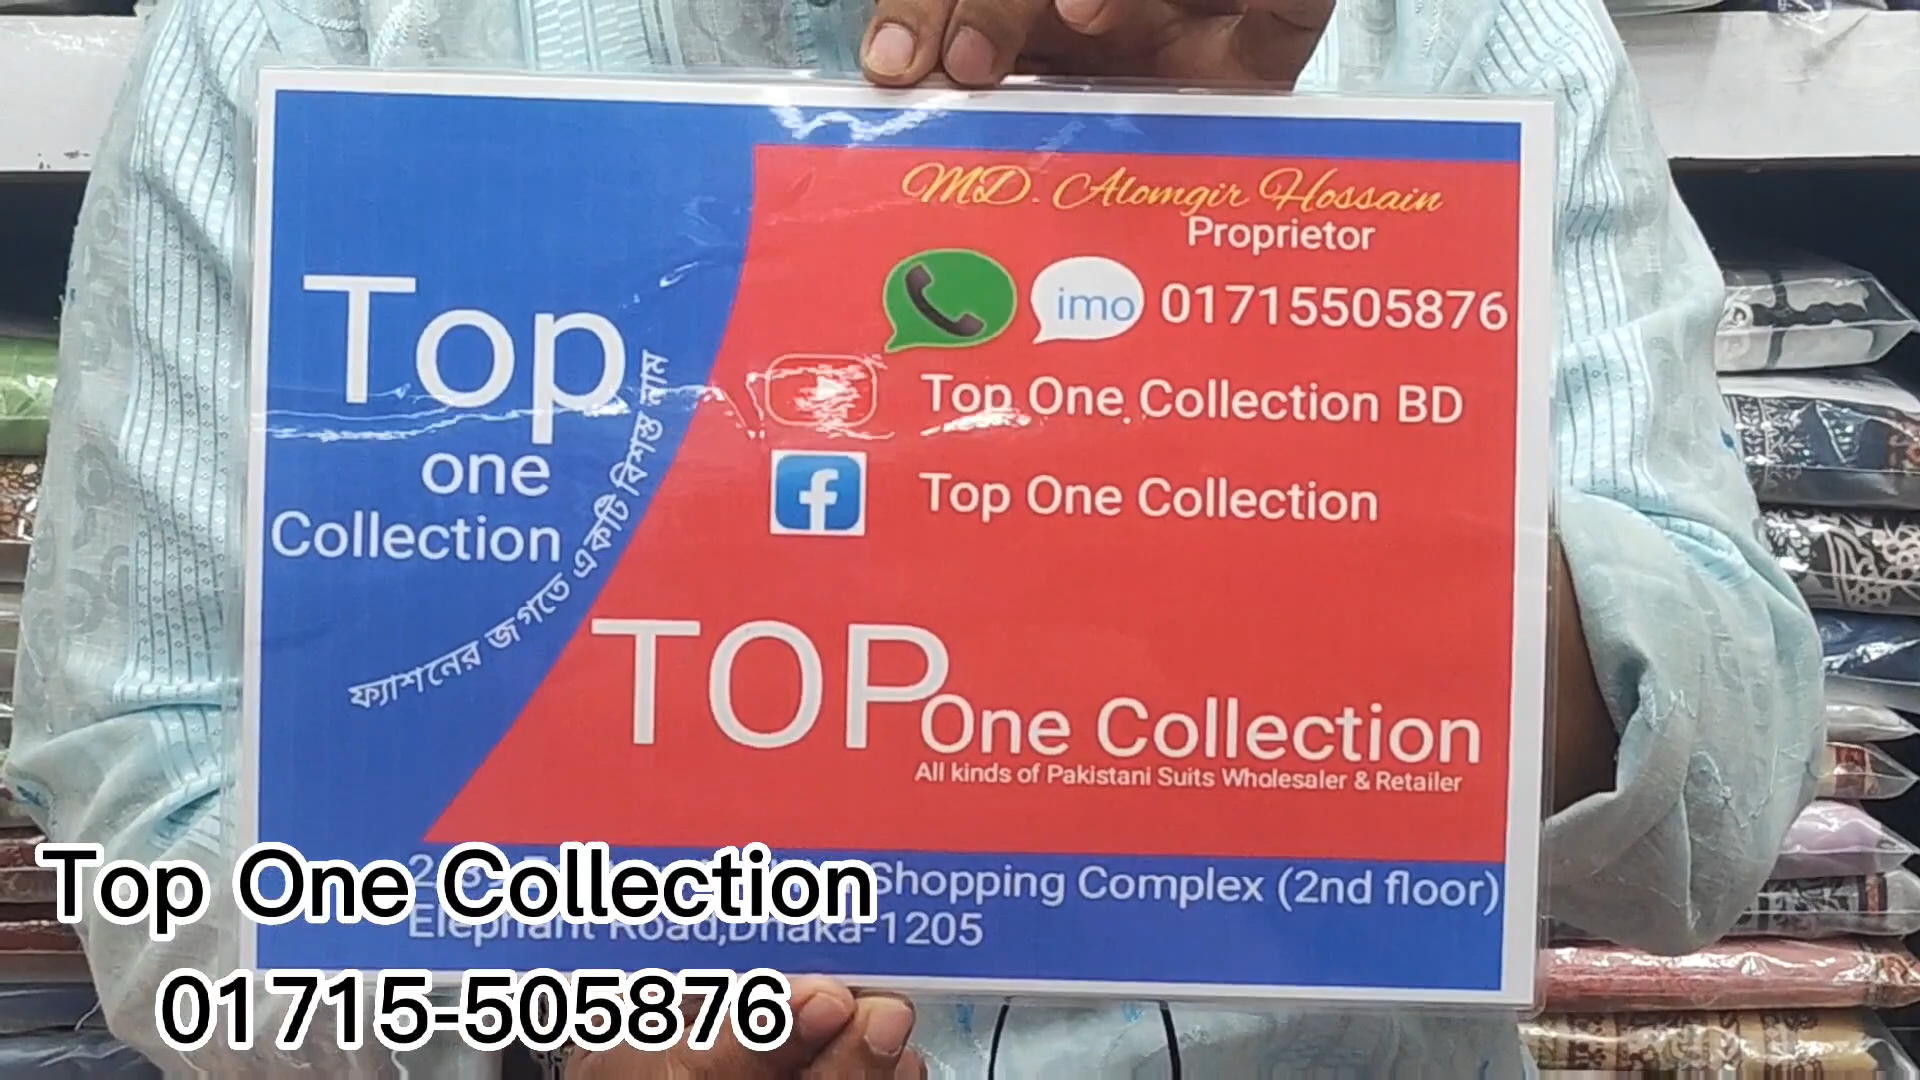 MD. Alomgir Hossain
Proprietor
imo 01715505876
Top One Collection BD
Top One Collection
Top
one
Collection
ফ্যাশনের জগতে একটি বিশস্ত নাম
TOP One Collection
All kinds of Pakistani Suits Wholesaler & Retailer
Shopping Complex (2nd floor)
Elephant Road,Dhaka-1205
Top One Collection
01715-505876